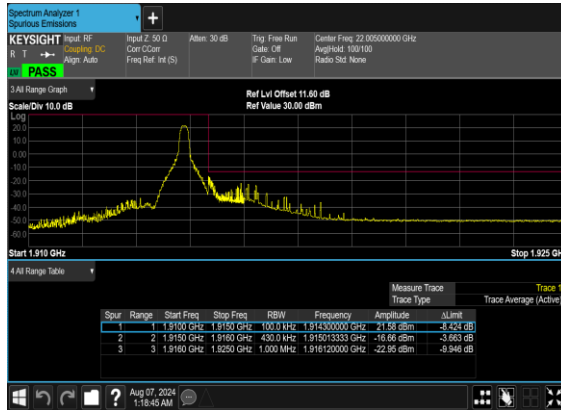 Spectrum Analyzer 1
Spurious Emissions
+
KEYSIGHT
R T
PASS
Input: RF
Coupling: DC
Align: Auto
Input Z: 50 Ω
Corr CCorr
Freq Ref: Int (S)
Atten: 30 dB
Trig: Free Run
Gate: Off
IF Gain: Low
Center Freq: 22.005000000 GHz
Avg|Hold: 100/100
Radio Std: None
3 All Range Graph
Scale/Div 10.0 dB
Ref Lvl Offset 11.60 dB
Ref Value 30.00 dBm
Log
20.0
10.0
0.00
-10.0
-20.0
-30.0
-40.0
-50.0
-60.0
Start 1.910 GHz
Stop 1.925 GH
4 All Range Table
Measure Trace Trace 1
Trace Type Trace Average (Active)
Spur Range Start Freq Stop Freq RBW Frequency Amplitude ΔLimit
1 1 1.9100 GHz 1.9150 GHz 100.0 kHz 1.914300000 GHz 21.58 dBm -8.424 dB
2 2 1.9150 GHz 1.9160 GHz 430.0 kHz 1.915013333 GHz -16.66 dBm -3.663 dB
3 3 1.9160 GHz 1.9250 GHz 1.000 MHz 1.916120000 GHz -22.95 dBm -9.946 dB
?
Aug 07, 2024
1:18:45 AM